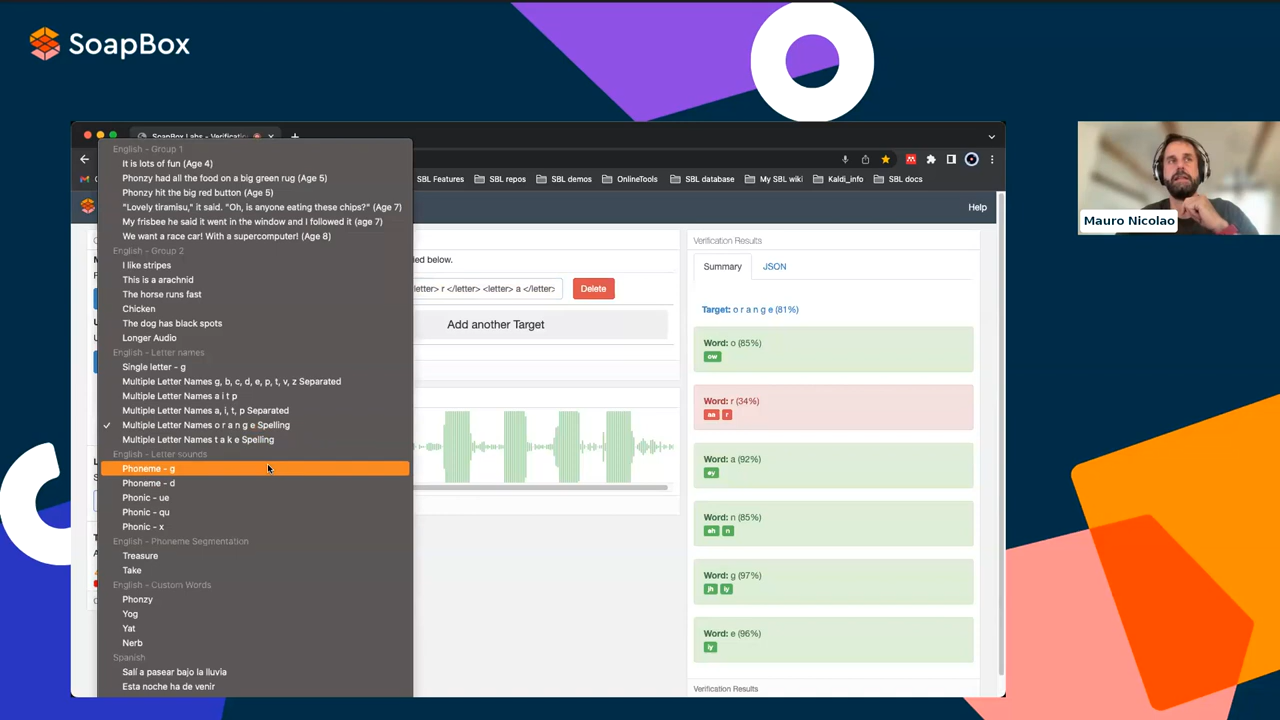 SoapBox
SoapBox Labs - Verificati
SBL Features
SBL repos
SBL demos
OnlineTools
SBL database
My SBL wiki
Kaldi_info
SBL docs
Help
English - Group 1
It is lots of fun (Age 4)
Phonzy had all the food on a big green rug (Age 5)
Phonzy hit the big red button (Age 5)
"Lovely tiramisu," it said. "Oh, is anyone eating these chips?" (Age 7)
My frisbee he said it went in the window and I followed it (age 7)
We want a race car! With a supercomputer! (Age 8)
English - Group 2
I like stripes
This is a arachnid
The horse runs fast
Chicken
The dog has black spots
Longer Audio
English - Letter names
Single letter - g
Multiple Letter Names g, b, c, d, e, p, t, v, z Separated
Multiple Letter Names a i t p
Multiple Letter Names a, i, t, p Separated
Multiple Letter Names o r a n g e Spelling
Multiple Letter Names t a k e Spelling
English - Letter sounds
Phoneme - g
Phoneme - d
Phonic - ue
Phonic - qu
Phonic - x
English - Phoneme Segmentation
Treasure
Take
English - Custom Words
Phonzy
Yog
Yat
Nerb
Spanish
Salí a pasear bajo la lluvia
Esta noche ha de venir
ed below.
letter> r </letter> <letter> a </letter>
Delete
Add another Target
Verification Results
Summary
JSON
Target: o r a n g e (81%)
Word: o (85%)
ow
Word: r (34%)
aa r
Word: a (92%)
ey
Word: n (85%)
eh n
Word: g (97%)
jh iy
Word: e (96%)
iy
Verification Results
Mauro Nicolao